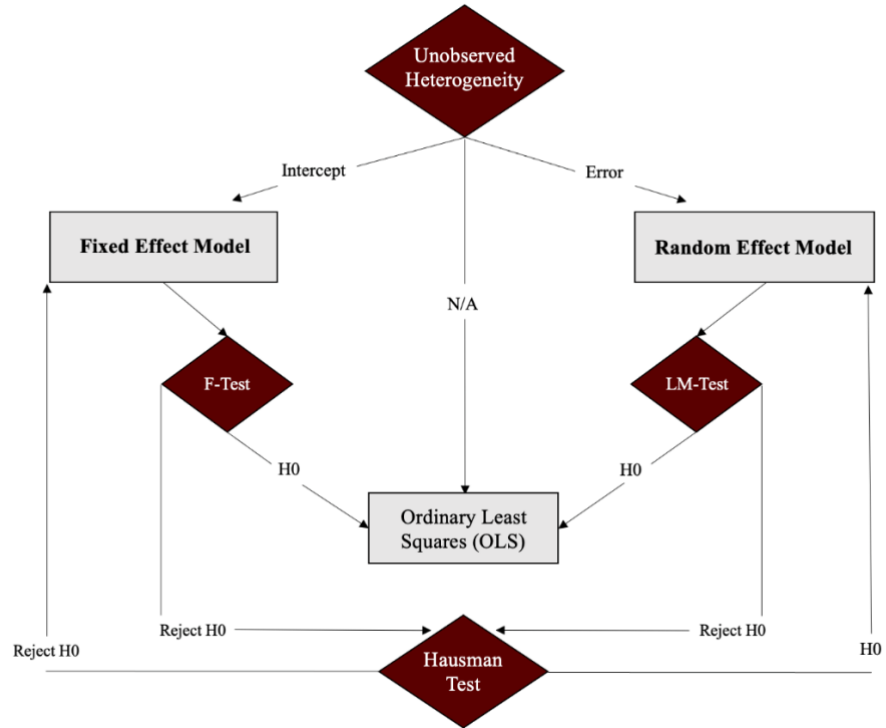 Unobserved
Heterogeneity
Intercept
Error
Fixed Effect Model
Random Effect Model
N/A
F-Test
LM-Test
H0
H0
Ordinary Least
Squares (OLS)
Reject H0
Reject H0
Reject H0
H0
Hausman
Test